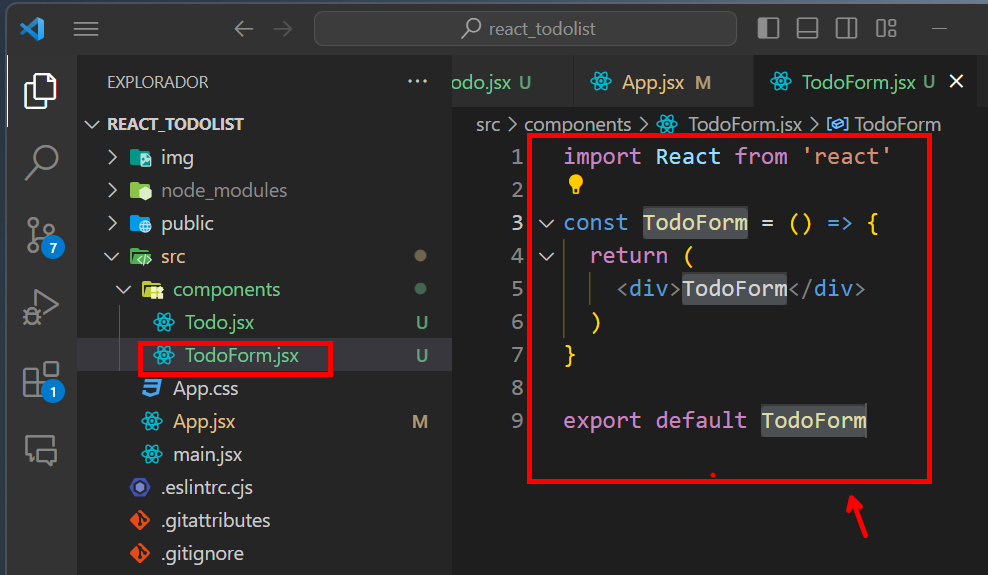 react_todolist
EXPLORADOR
odo.jsx U
App.jsx M
TodoForm.jsx U
REACT_TODOLIST
img
node_modules
public
src
components
Todo.jsx U
TodoForm.jsx U
App.css
App.jsx M
main.jsx
.eslintrc.cjs
.gitattributes
.gitignore
7
1
src > components > TodoForm.jsx > TodoForm
1 import React from 'react'
2
3 const TodoForm = () => {
4 return (
5 <div>TodoForm</div>
6 )
7 }
8
9 export default TodoForm